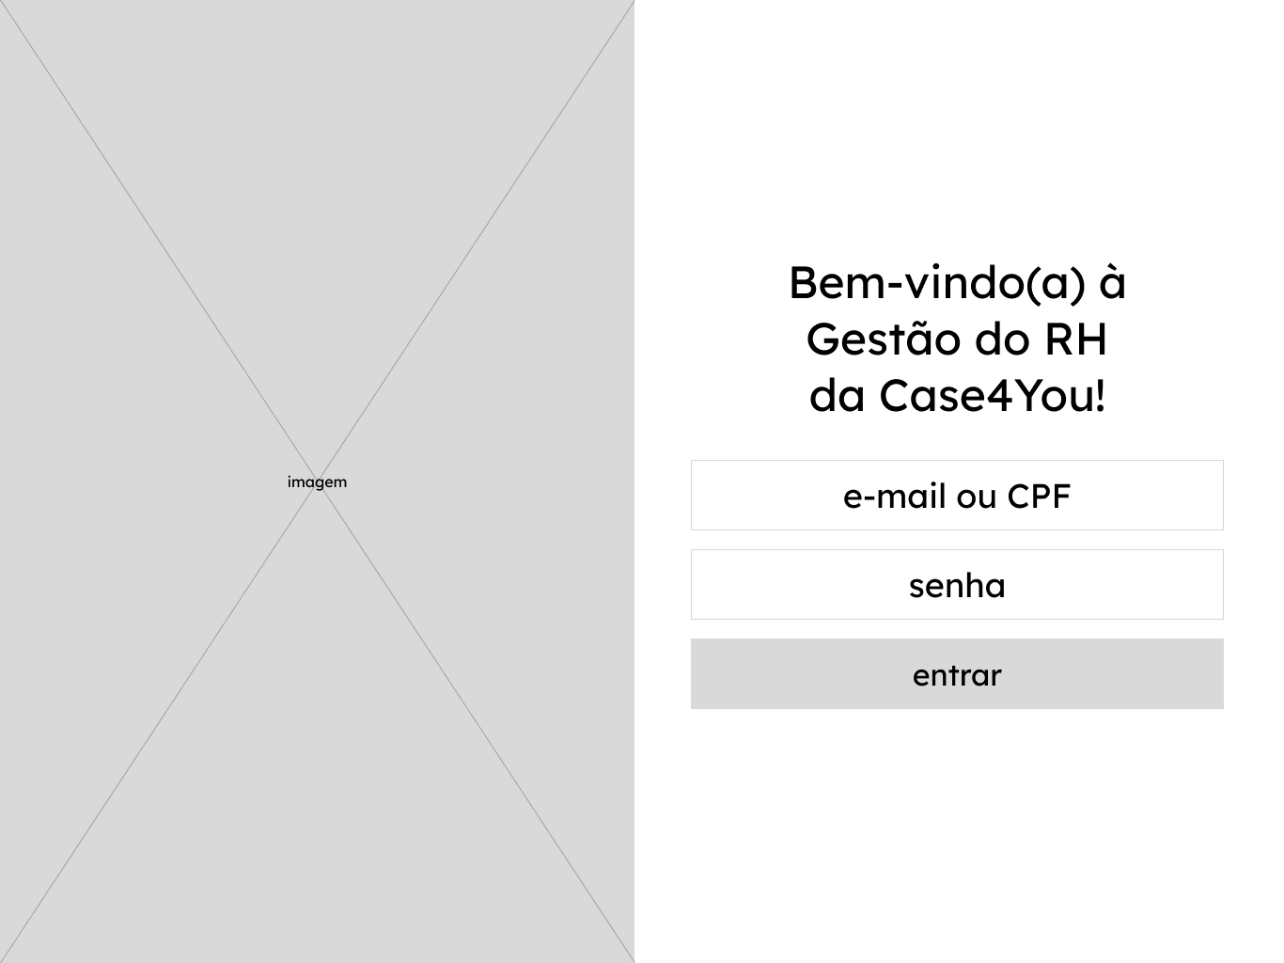 imagem
Bem-vindo(a) à
Gestão do RH
da Case4You!
e-mail ou CPF
senha
entrar